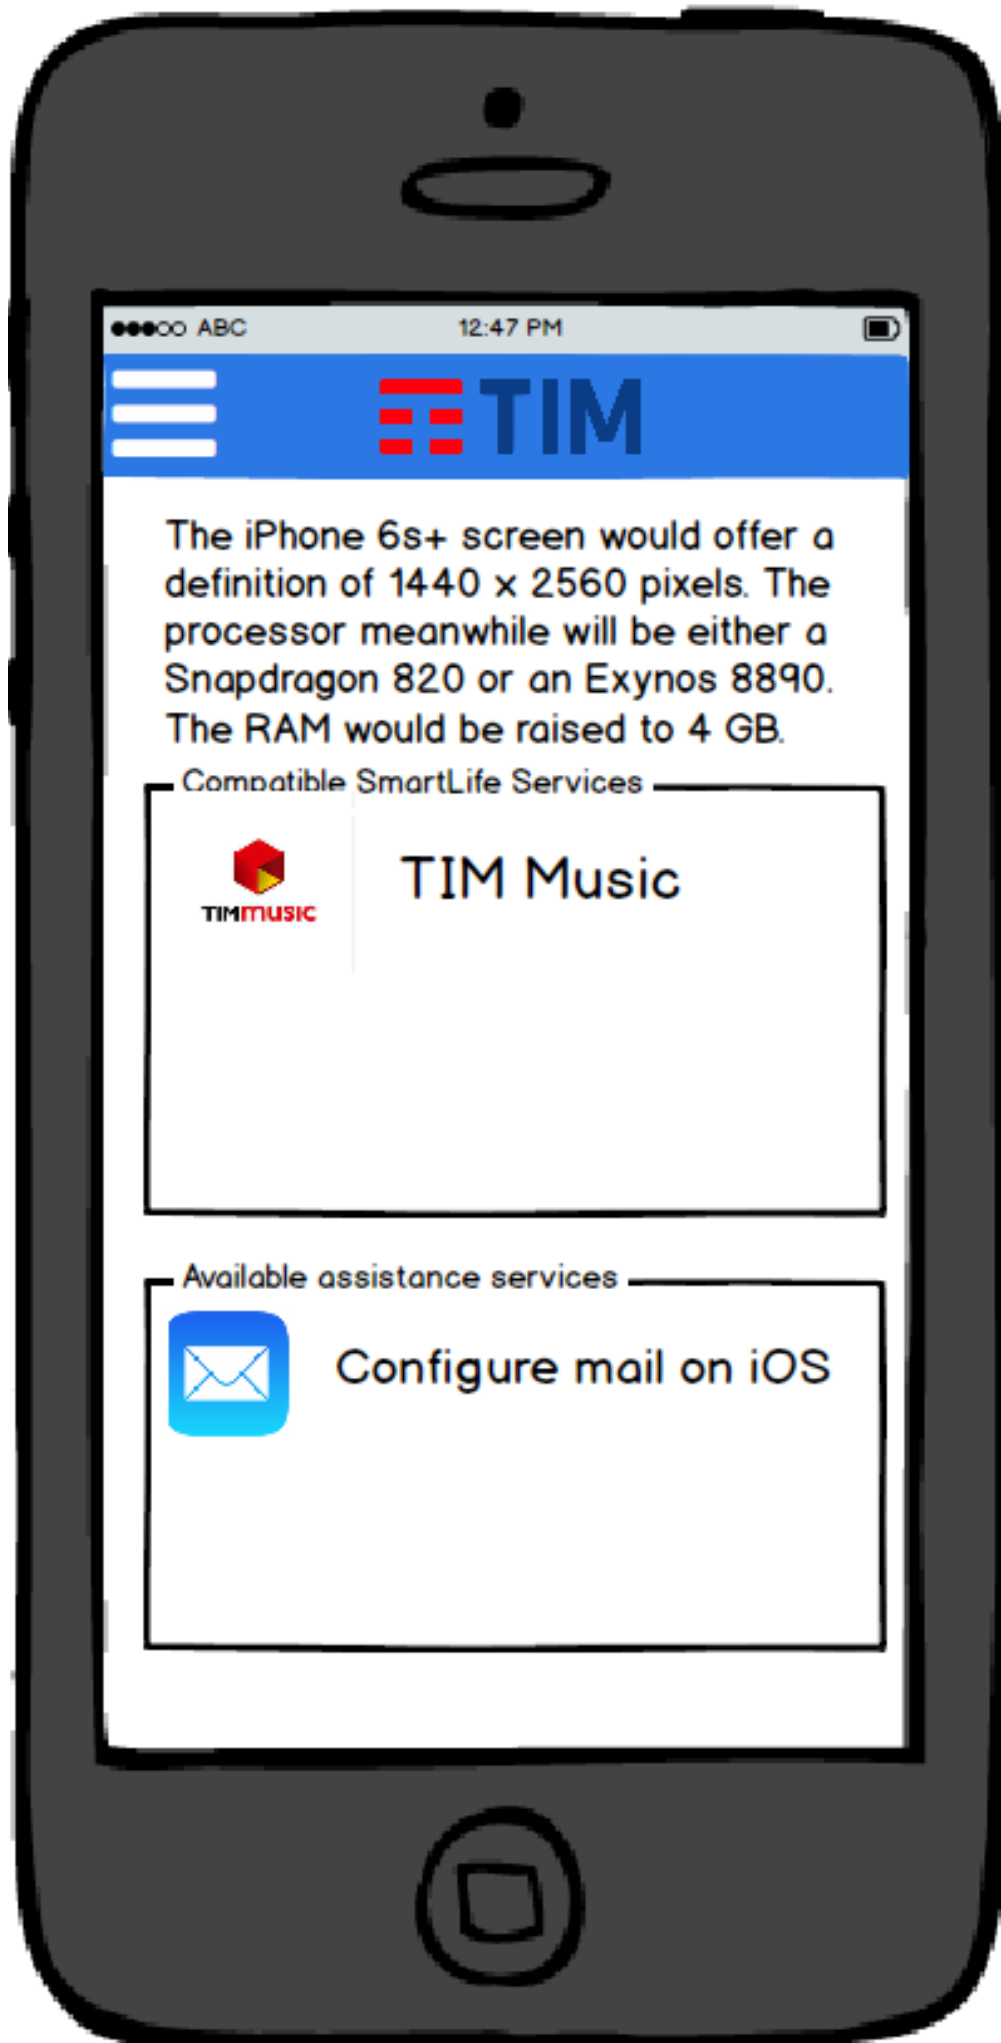 ABC 12:47 PM
TIM
The iPhone 6s+ screen would offer a
definition of 1440 x 2560 pixels. The
processor meanwhile will be either a
Snapdragon 820 or an Exynos 8890.
The RAM would be raised to 4 GB.
Compatible SmartLife Services
TIMMUSIC
TIM Music
Available assistance services
Configure mail on iOS